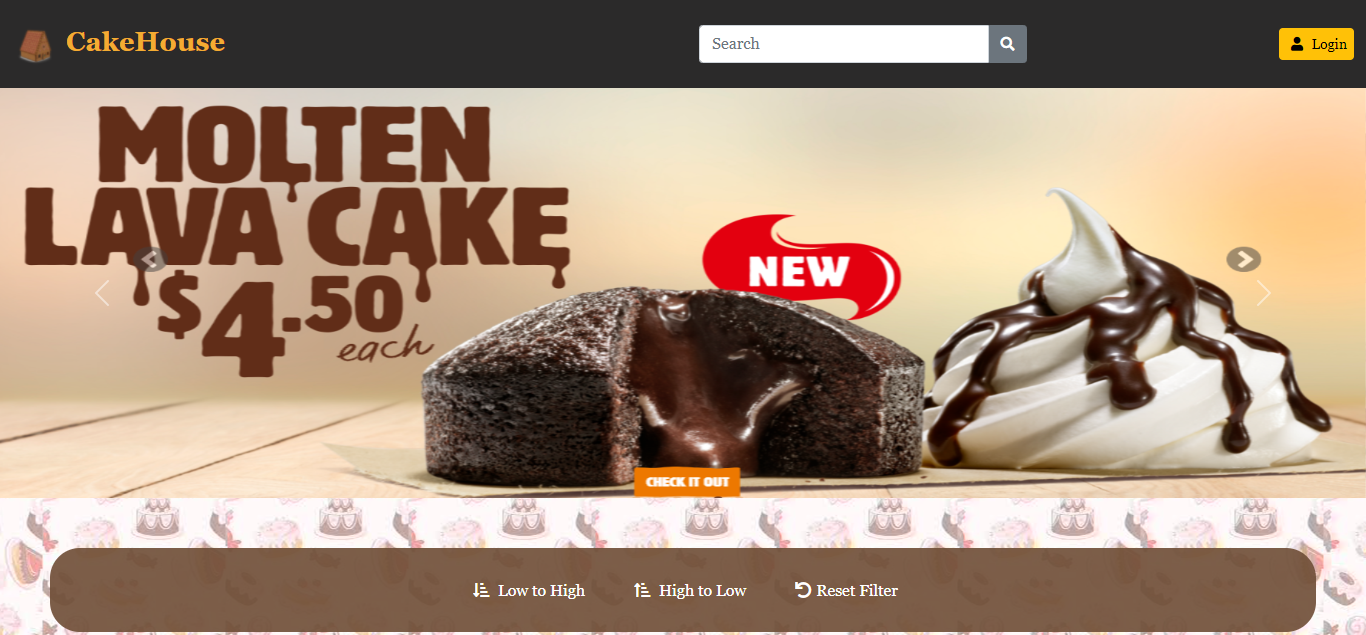 CakeHouse
Search
Login
MOLTEN
LAVA CAKE
$4.50
each
NEW
CHECK IT OUT
Low to High
High to Low
Reset Filter